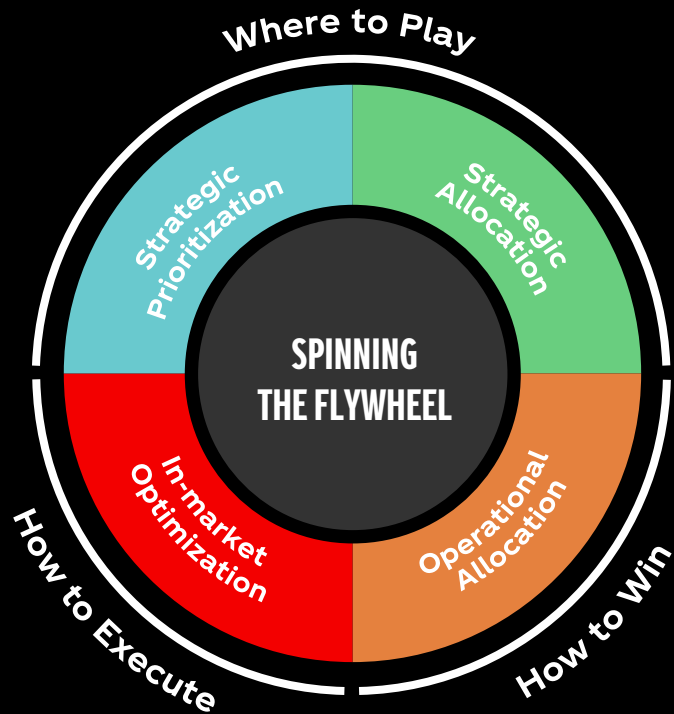 Where to Play
Strategic
Prioritization
Strategic
Allocation
SPINNING
THE FLYWHEEL
In-market
Optimization
Operational
Allocation
How to Execute
How to Win